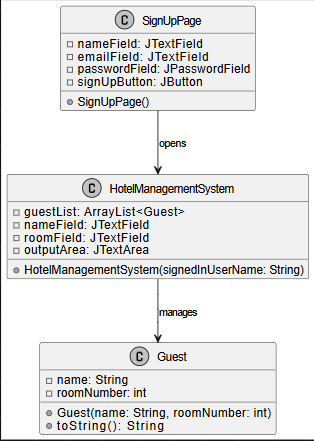 C SignUpPage
nameField: JTextField
emailField: JTextField
passwordField: JPasswordField
signUpButton: JButton
SignUpPage()
opens
C HotelManagementSystem
guestList: ArrayList<Guest>
nameField: JTextField
roomField: JTextField
outputArea: JTextArea
HotelManagementSystem(signedInUserName: String)
manages
C Guest
name: String
roomNumber: int
Guest(name: String, roomNumber: int)
toString(): String